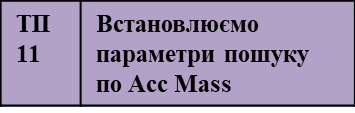 ТП
11
Встановлюємо
параметри пошуку
по Acc Mass